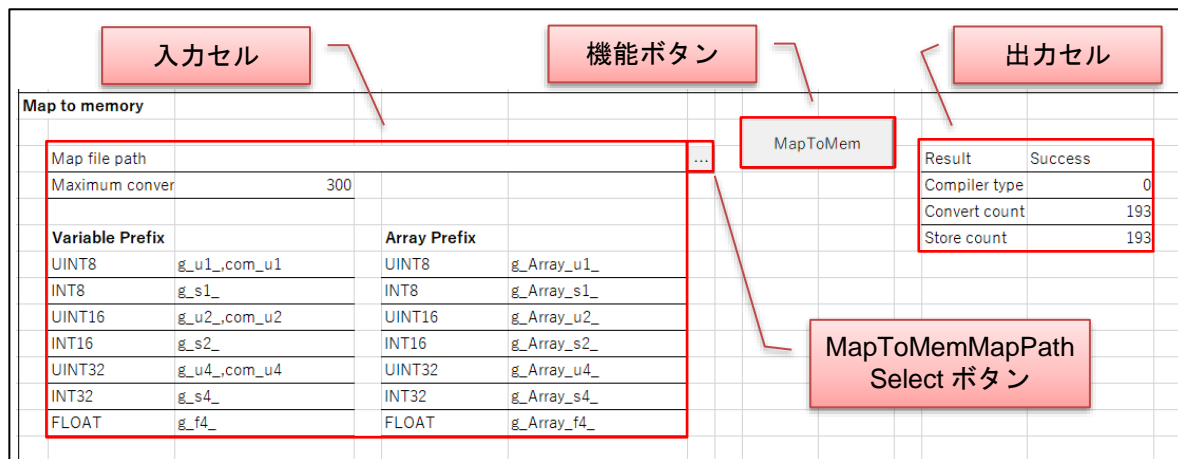 入力セル
機能ボタン
出力セル
Map to memory
MapToMem
Map file path
...
Result Success
Maximum conver 300
Compiler type 0
Convert count 193
Variable Prefix Array Prefix
Store count 193
UINT8 g_u1_,com_u1 UINT8 g_Array_u1_
INT8 g_s1_ INT8 g_Array_s1_
UINT16 g_u2_,com_u2 UINT16 g_Array_u2_
INT16 g_s2_ INT16 g_Array_s2_
UINT32 g_u4_,com_u4 UINT32 g_Array_u4_
INT32 g_s4_ INT32 g_Array_s4_
FLOAT g_f4_ FLOAT g_Array_f4_
MapToMemMapPath
Select ボタン